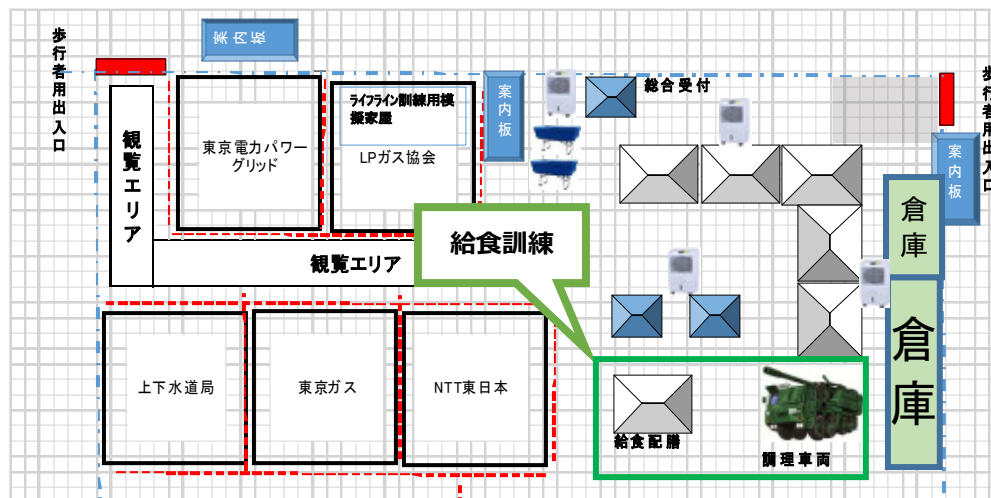 歩行者用出入口
案内板
観覧エリア
東京電力パワー
グリッド
ライフライン訓練用模
擬家屋
LPガス協会
案内板
総合受付
歩行者用出入口
案内板
倉庫
給食訓練
観覧エリア
倉庫
上下水道局
東京ガス
NTT東日本
給食配膳
調理車両